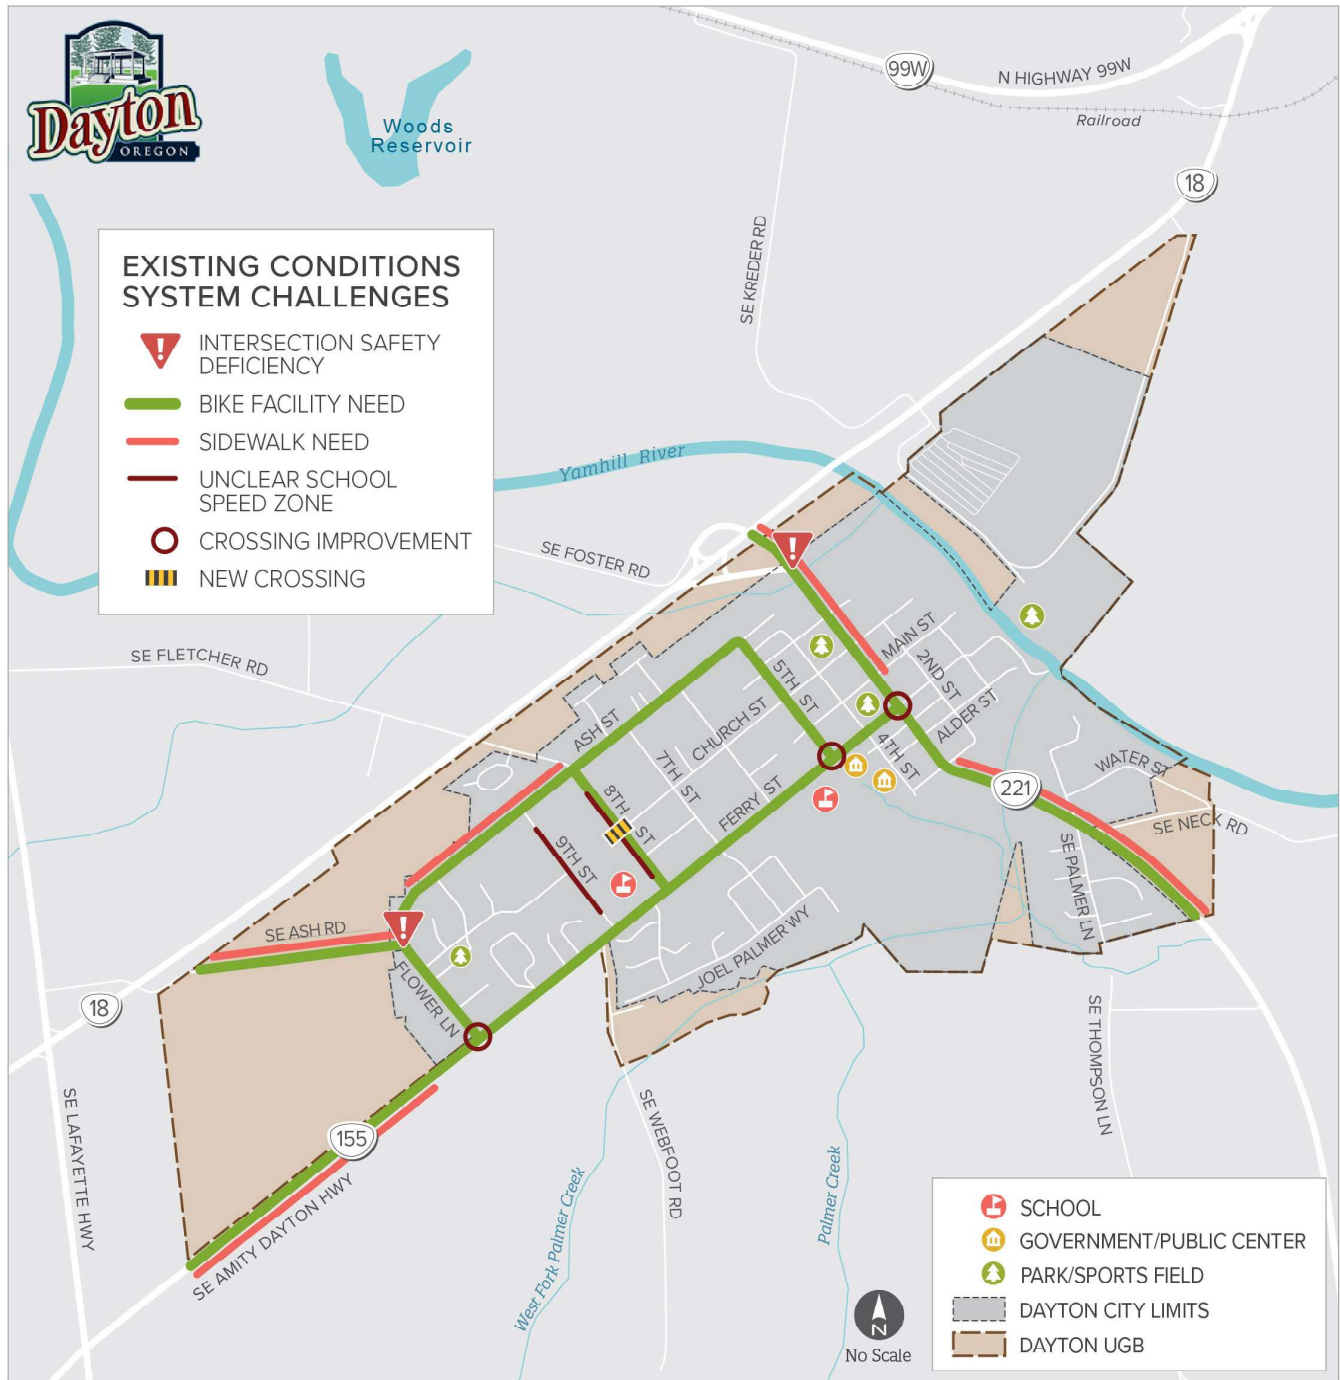 Dayton
OREGON
Woods
Reservoir
99W
N HIGHWAY 99W
Railroad
18
SE KREDER RD
EXISTING CONDITIONS
SYSTEM CHALLENGES
!
INTERSECTION SAFETY
DEFICIENCY
BIKE FACILITY NEED
SIDEWALK NEED
UNCLEAR SCHOOL
SPEED ZONE
CROSSING IMPROVEMENT
NEW CROSSING
Yamhill River
SE FOSTER RD
!
SE FLETCHER RD
MAIN ST
2ND ST
5TH ST
ALDER ST
4TH ST
ASH ST
CHURCH ST
7TH ST
FERRY ST
8TH ST
9TH ST
221
WATER ST
SE NECK RD
SE PALMER LN
SE ASH RD
!
FLOWER LN
JOEL PALMER WY
18
SE LAFAYETTE HWY
155
SE AMITY DAYTON HWY
SE WEBFOOT RD
SE THOMPSON LN
West Fork Palmer Creek
Palmer Creek
N
No Scale
SCHOOL
GOVERNMENT/PUBLIC CENTER
PARK/SPORTS FIELD
DAYTON CITY LIMITS
DAYTON UGB